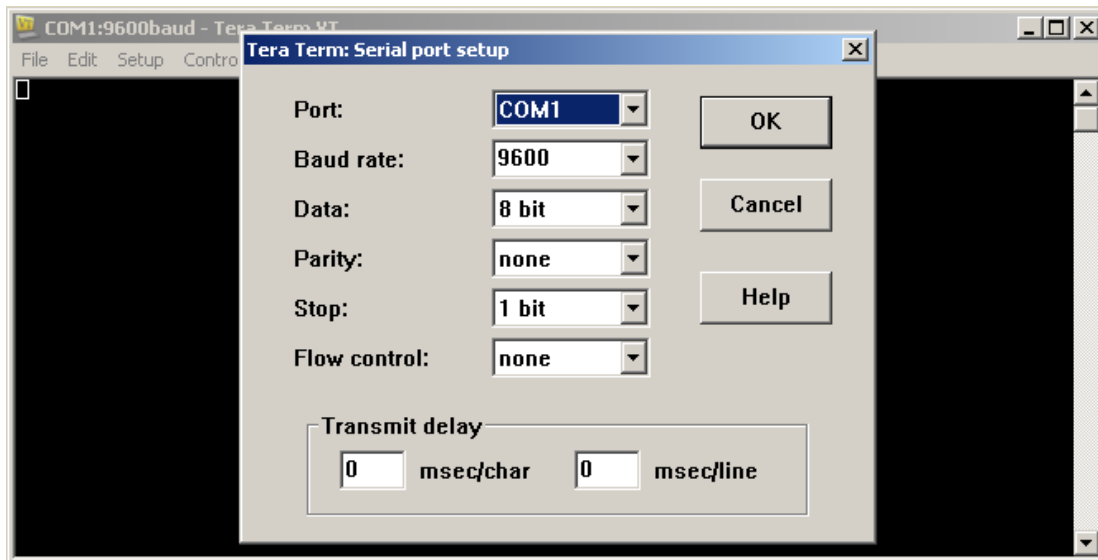 COM1:9600baud - Tera Term VT
Tera Term: Serial port setup
File Edit Setup Contro
Port: COM1
OK
Baud rate: 9600
Data: 8 bit
Cancel
Parity: none
Help
Stop: 1 bit
Flow control: none
Transmit delay
0 msec/char 0 msec/line